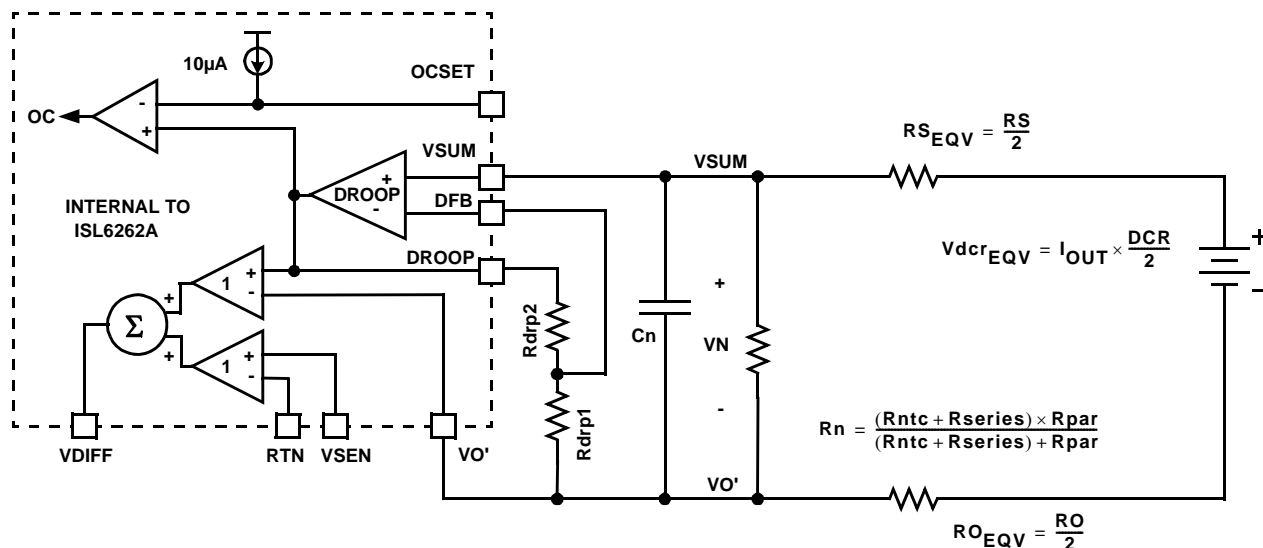 10µA
OCSET
-
OC
+
VSUM
+
DROOP
-
DFB
INTERNAL TO
ISL6262A
DROOP
+
1
-
+
Σ
+
+
1
-
VDIFF
RTN
VSEN
VO'
Rdrp2
Rdrp1
VSUM
Cn
+
VN
-
VO'
RS_EQV = RS/2
+
Vdcr_EQV = I_OUT × DCR/2
-
Rn = (Rntc + Rseries) × Rpar / (Rntc + Rseries) + Rpar
RO_EQV = RO/2